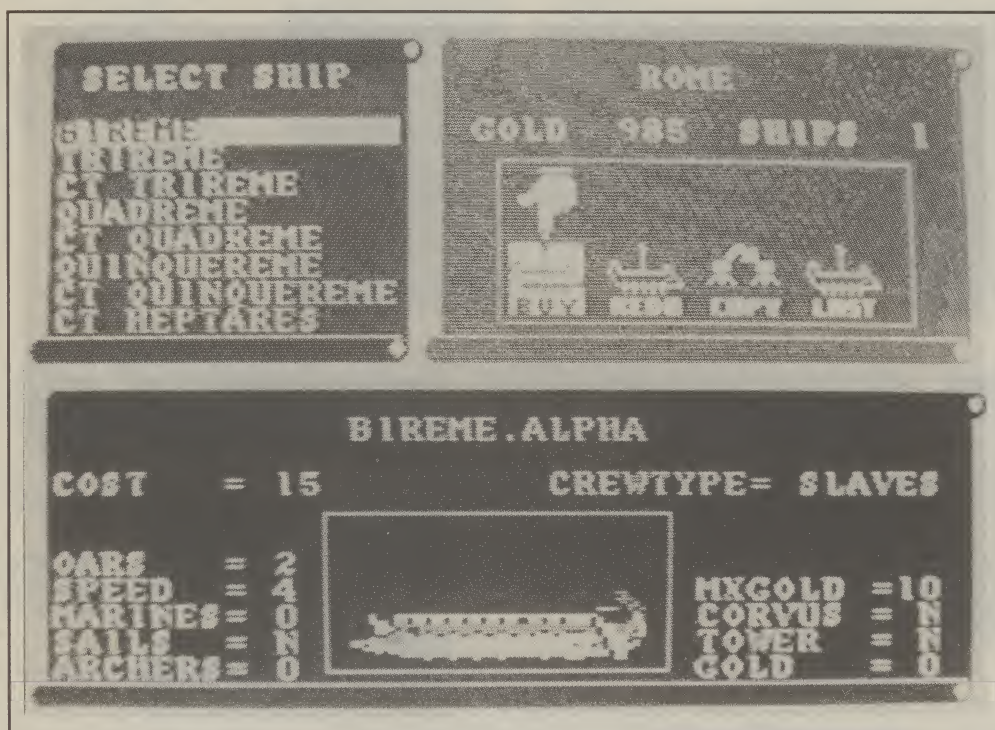 SELECT SHIP
BIREME
TRIREME
CT TRIREME
QUADREME
CT QUADREME
QUINQUEREME
CT QUINQUEREME
CT HEPTARES
ROME
GOLD 985 SHIPS 1
BUY
BIREME.ALPHA
COST = 15 CREWTYPE= SLAVES
OARS = 2
SPEED = 4
MARINES= 0
SAILS = N
ARCHERS= 0
MXGOLD =10
CORVUS = N
TOWER = N
GOLD = 0